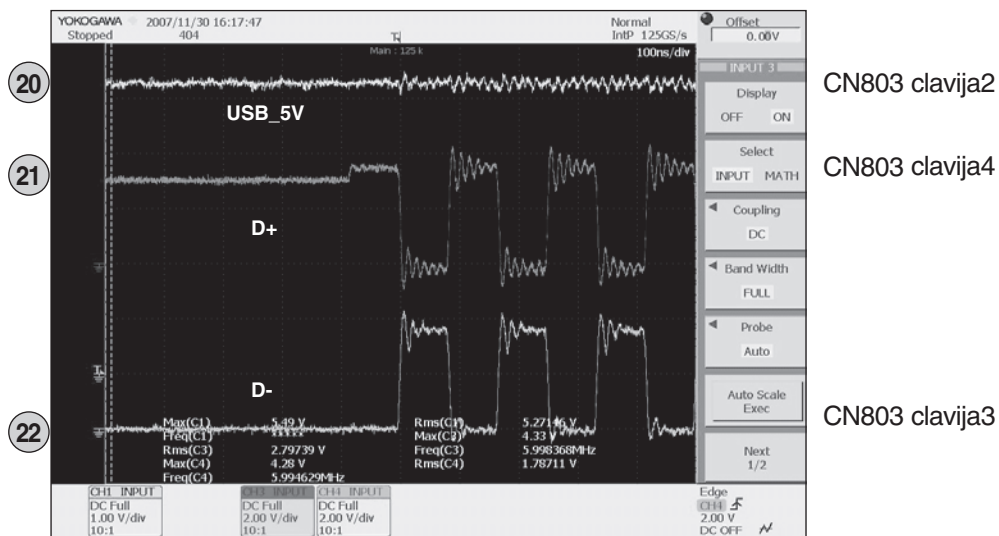 YOKOGAWA 2007/11/30 16:17:47 Normal Offset
Stopped 404 IntP 125GS/s 0.00V
Main : 125 k 100ns/div
INPUT 3
20 CN803 clavija2
Display
USB_5V
OFF ON
Select
21 CN803 clavija4
INPUT MATH
Coupling
D+ DC
Band Width
FULL
Probe
Auto
D-
Auto Scale
Exec
22 CN803 clavija3
Max(C1) 5.49 V Rms(C1)
Freq(C1) ***** 4.33 V
Rms(C3) 2.79739 V Freq(C3) 5.998368MHz
Max(C4) 4.28 V Rms(C4) 1.78711 V
Freq(C4) 5.994629MHz
Next
1/2
CH1 INPUT CH3 INPUT CH4 INPUT Edge
DC Full DC Full DC Full CH4
1.00 V/div 2.00 V/div 2.00 V/div 2.00 V
10:1 10:1 10:1 DC OFF